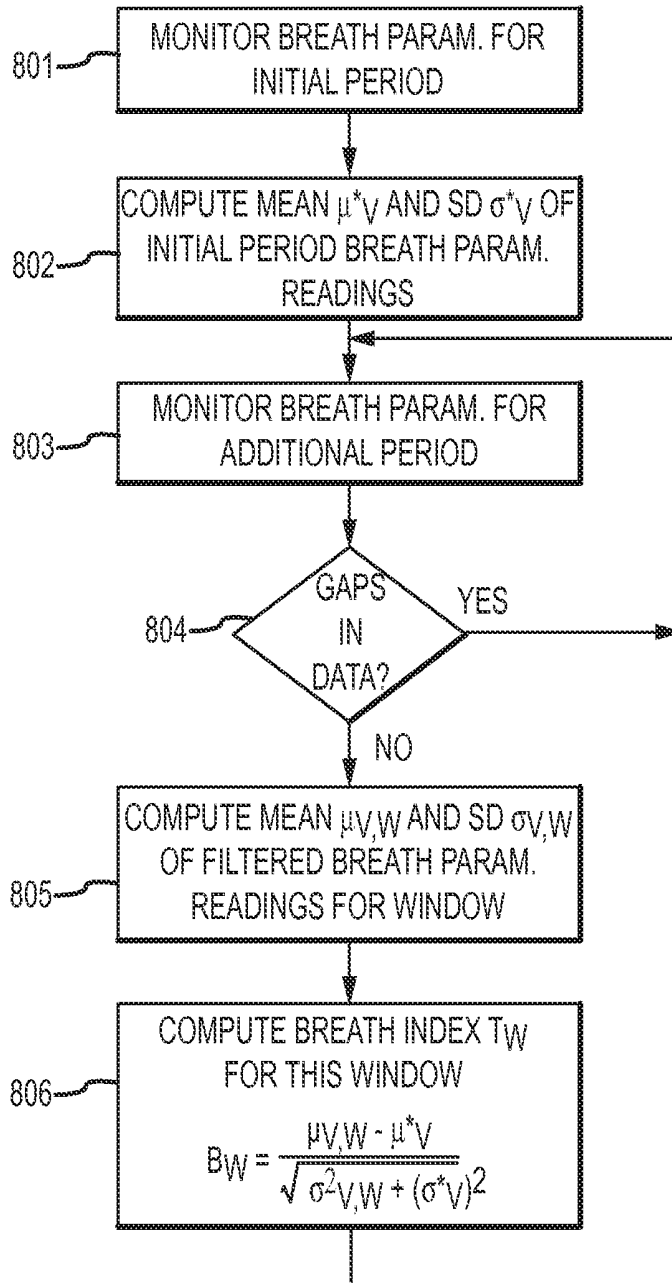 801
MONITOR BREATH PARAM. FOR
INITIAL PERIOD
802
COMPUTE MEAN μ*V AND SD σ*V OF
INITIAL PERIOD BREATH PARAM.
READINGS
803
MONITOR BREATH PARAM. FOR
ADDITIONAL PERIOD
804
GAPS
IN
DATA?
YES
NO
805
COMPUTE MEAN μV,W AND SD σV,W
OF FILTERED BREATH PARAM.
READINGS FOR WINDOW
806
COMPUTE BREATH INDEX TW
FOR THIS WINDOW
BW = μV,W - μ*V
√σ²V,W + (σ*V)²